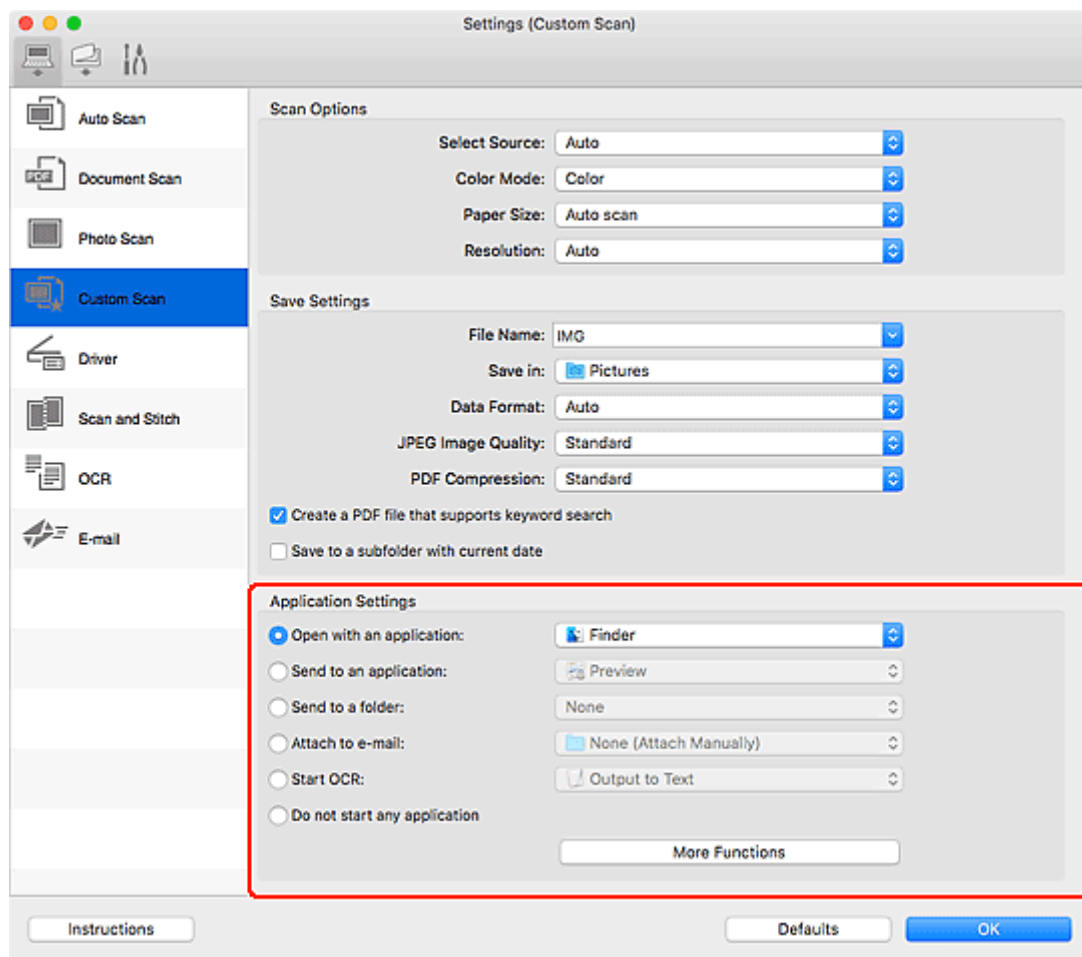 Settings (Custom Scan)
Auto Scan
Document Scan
PDF
Photo Scan
Custom Scan
Driver
Scan and Stitch
OCR
E-mail
Scan Options
Select Source: Auto
Color Mode: Color
Paper Size: Auto scan
Resolution: Auto
Save Settings
File Name: IMG
Save in: Pictures
Data Format: Auto
JPEG Image Quality: Standard
PDF Compression: Standard
Create a PDF file that supports keyword search
Save to a subfolder with current date
Application Settings
Open with an application: Finder
Send to an application: Preview
Send to a folder: None
Attach to e-mail: None (Attach Manually)
Start OCR: Output to Text
Do not start any application
More Functions
Instructions Defaults OK